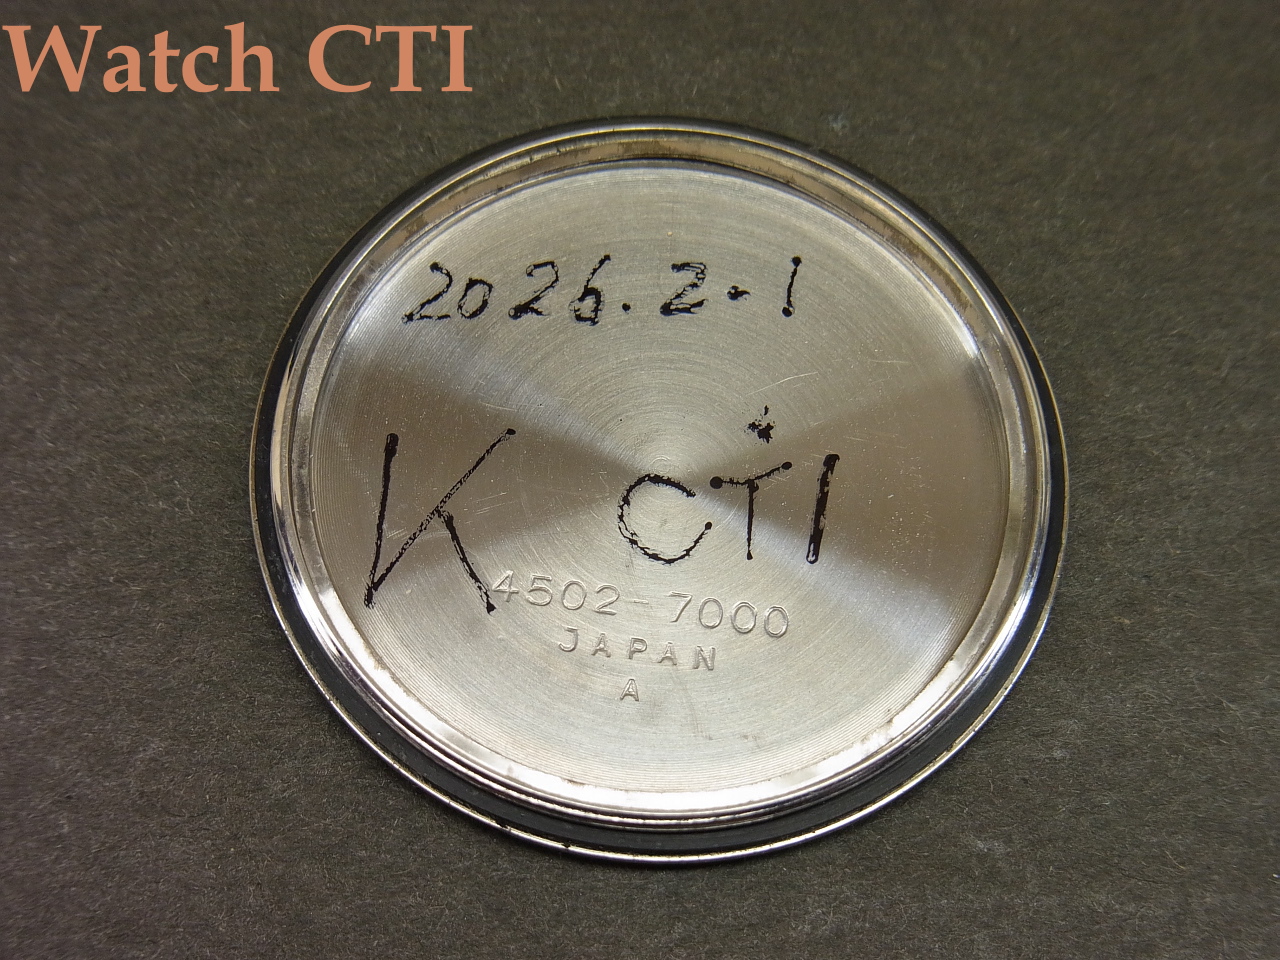 Watch CTI
2026.2.1
K CTI
4502-7000
JAPAN
A